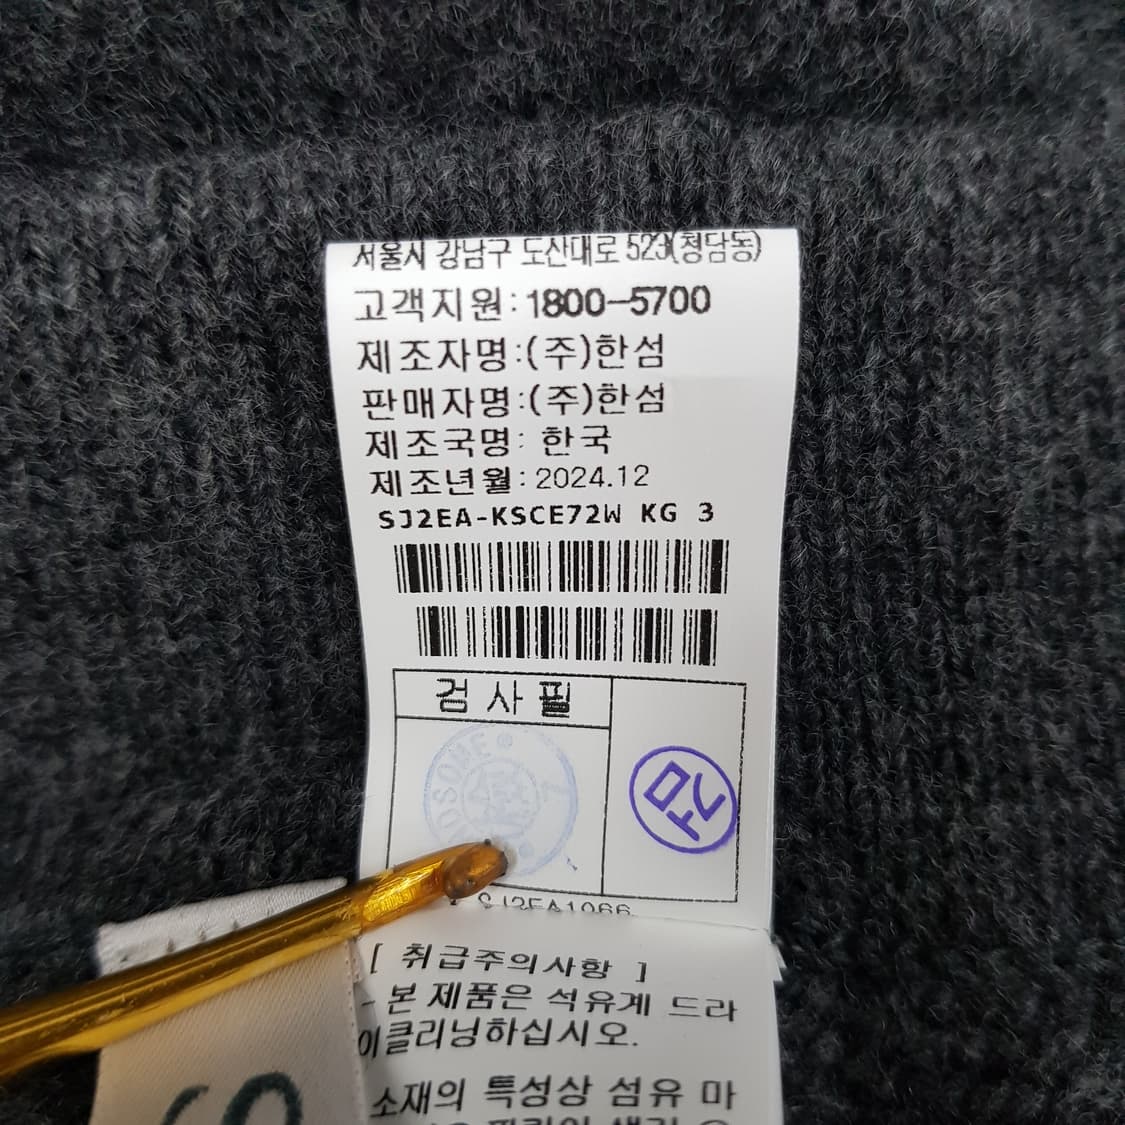 서울시 강남구 도산대로 523(청담동)
고객지원:1800-5700
제조자명:(주)한섬
판매자명:(주)한섬
제조국명: 한국
제조년월: 2024.12
SJ2EA-KSCE72W KG 3
검사필
SJ2EA1066
[ 취급주의사항 ]
- 본 제품은 석유계 드라
이클리닝하십시오.
소재의 특성상 섬유 마